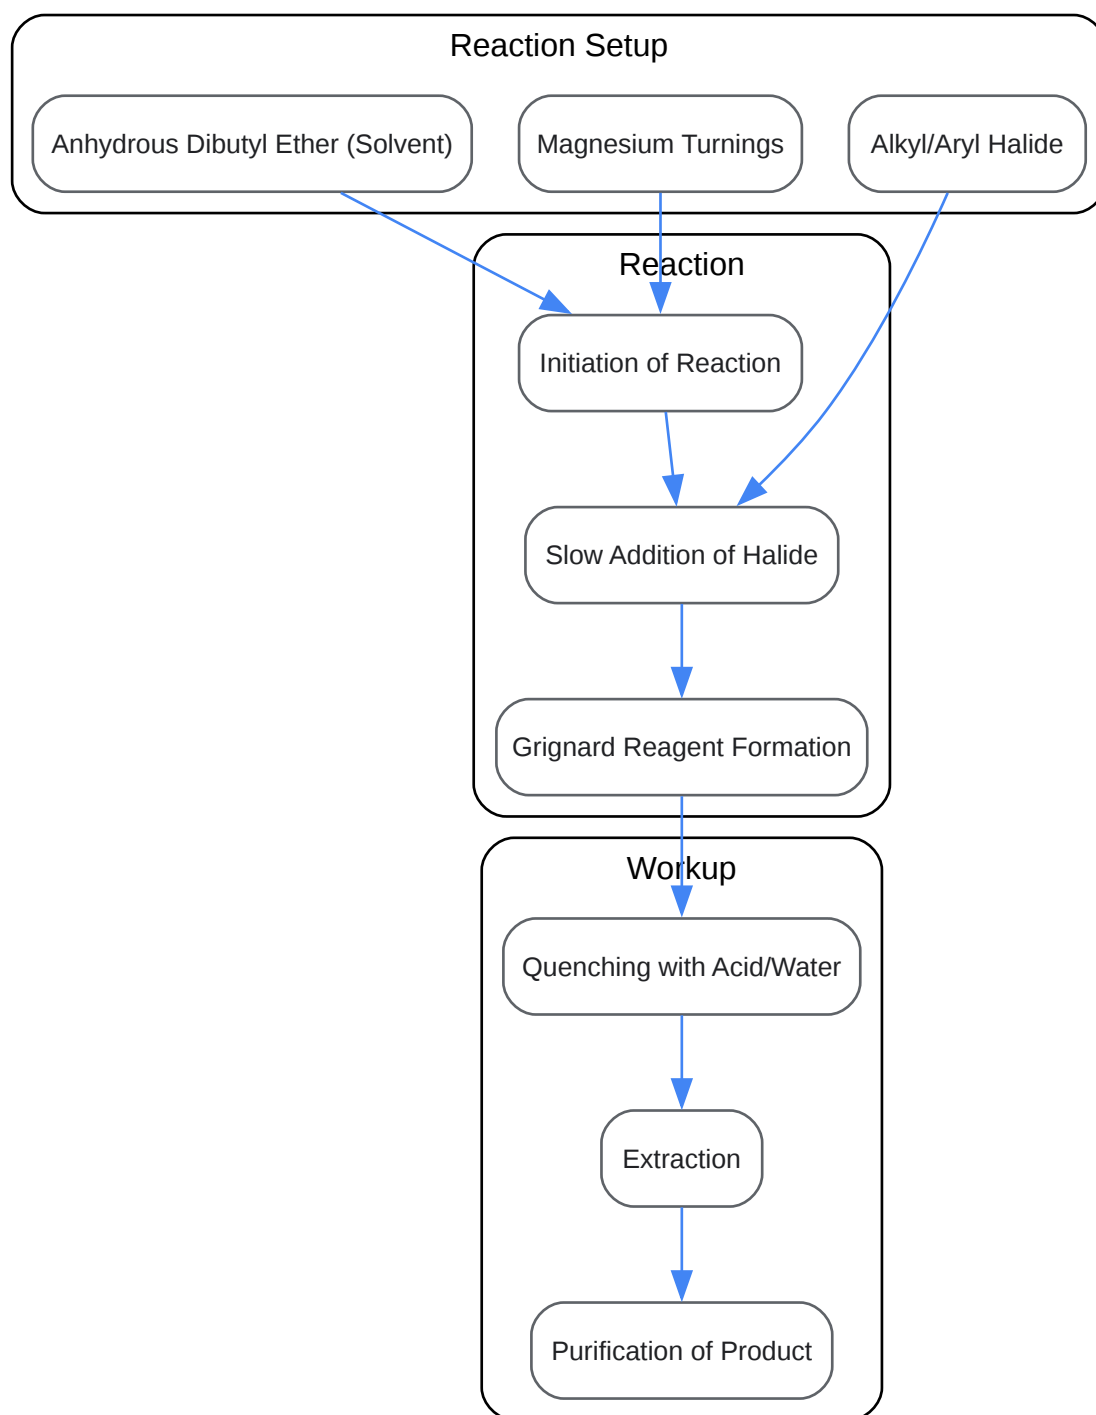 Reaction Setup
Anhydrous Dibutyl Ether (Solvent)
Magnesium Turnings
Alkyl/Aryl Halide
Reaction
Initiation of Reaction
Slow Addition of Halide
Grignard Reagent Formation
Workup
Quenching with Acid/Water
Extraction
Purification of Product